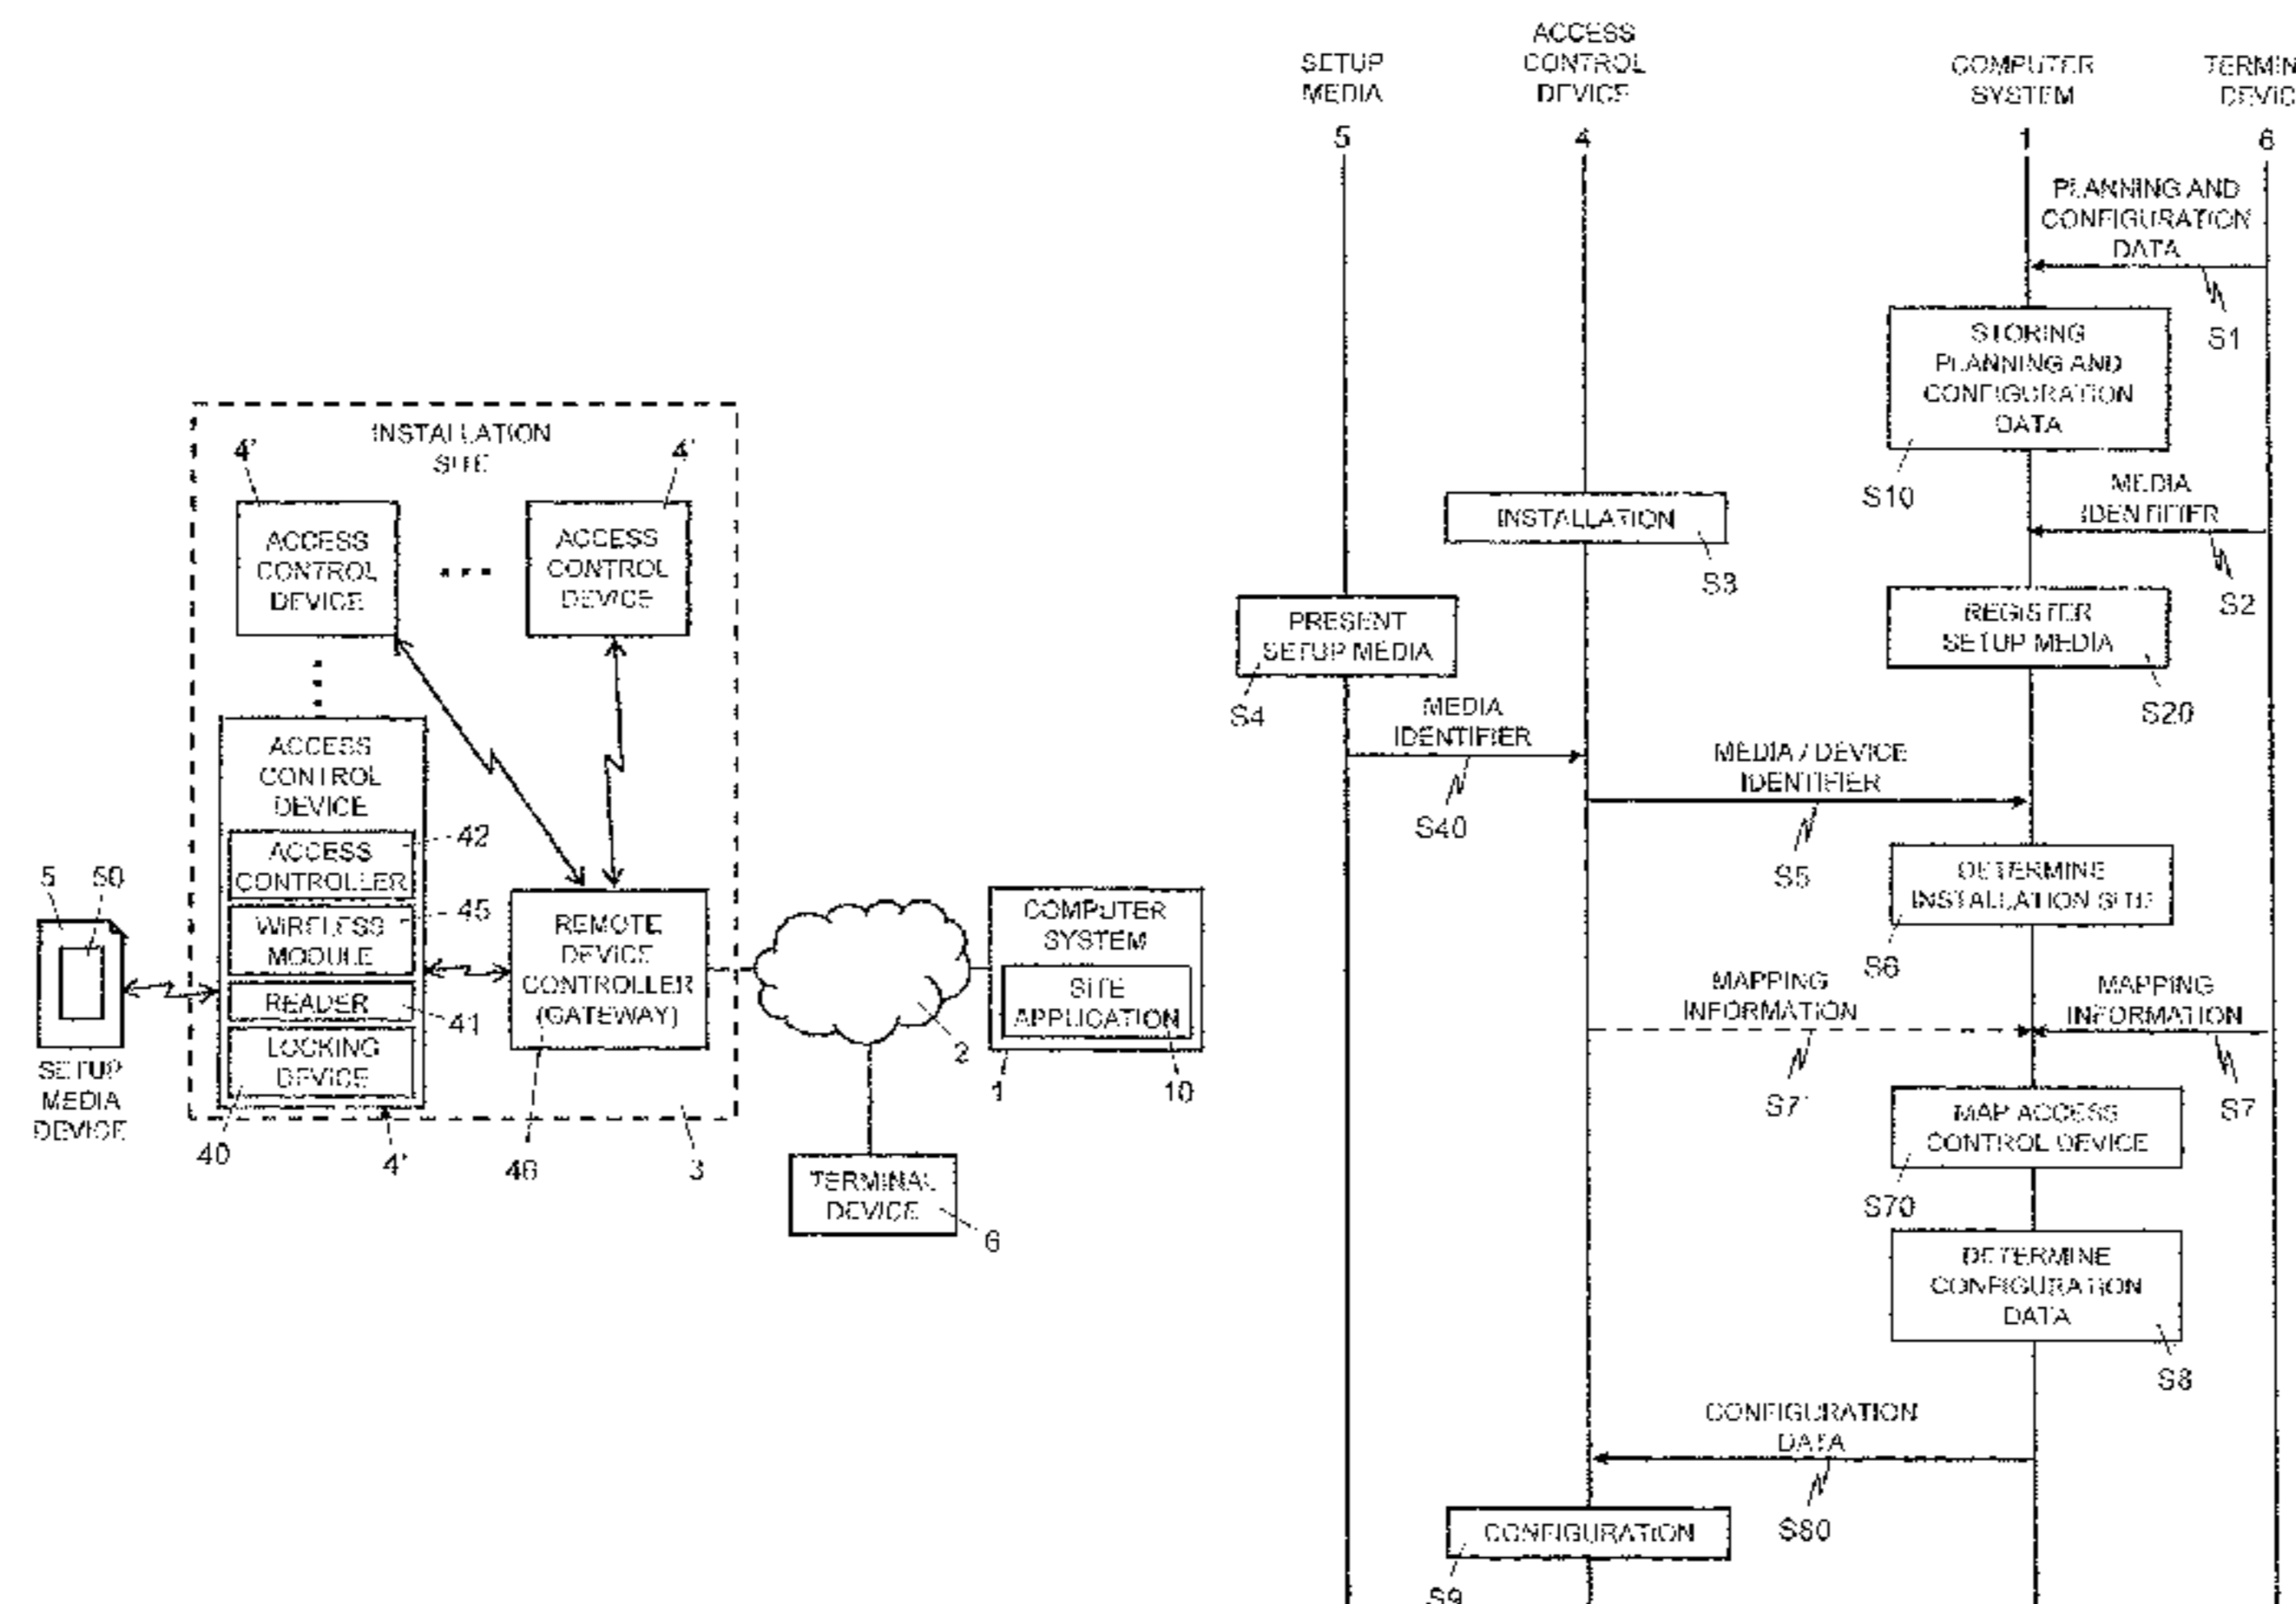 INSTALLATION
SITE
4'
4'
ACCESS
CONTROL
DEVICE
ACCESS
CONTROL
DEVICE
ACCESS
CONTROL
DEVICE
ACCESS
CONTROLLER
42
WIRELESS
MODULE
45
READER
41
LOCKING
DEVICE
40
4'
5
50
SETUP
MEDIA
DEVICE
REMOTE
DEVICE
CONTROLLER
(GATEWAY)
46
3
2
COMPUTER
SYSTEM
SITE
APPLICATION
1
10
TERMINAL
DEVICE
6
SETUP
MEDIA
5
ACCESS
CONTROL
DEVICE
4
COMPUTER
SYSTEM
1
TERMIN
DEVIC
6
PLANNING AND
CONFIGURATION
DATA
S1
STORING
PLANNING AND
CONFIGURATION
DATA
S10
MEDIA
IDENTIFIER
S2
INSTALLATION
S3
REGISTER
SETUP MEDIA
S20
PRESENT
SETUP MEDIA
S4
MEDIA
IDENTIFIER
S40
MEDIA / DEVICE
IDENTIFIER
S5
DETERMINE
INSTALLATION SITE
S6
MAPPING
INFORMATION
S7'
MAPPING
INFORMATION
S7
MAP ACCESS
CONTROL DEVICE
S70
DETERMINE
CONFIGURATION
DATA
S8
CONFIGURATION
DATA
S80
CONFIGURATION
S9